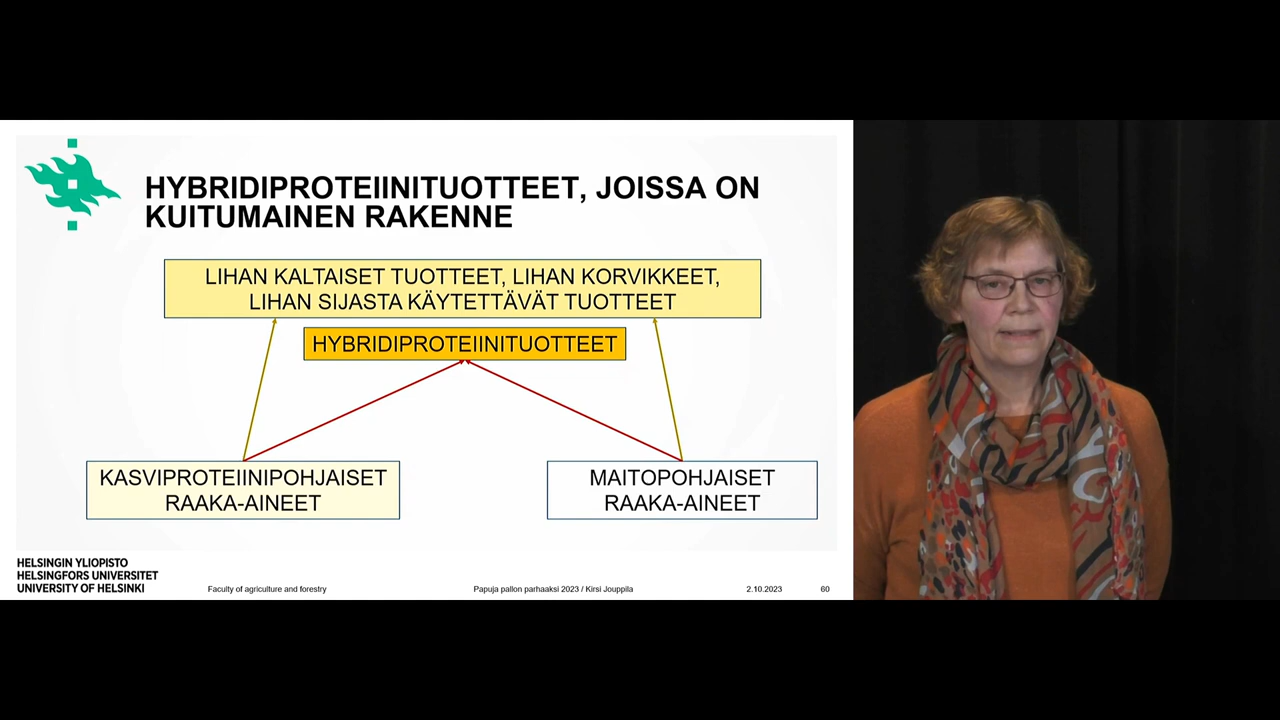 HYBRIDIPROTEIINITUOTTEET, JOISSA ON
KUITUMAINEN RAKENNE
LIHAN KALTAISET TUOTTEET, LIHAN KORVIKKEET,
LIHAN SIJASTA KÄYTETTÄVÄT TUOTTEET
HYBRIDIPROTEIINITUOTTEET
KASVIPROTEIINIPOHJAISET
RAAKA-AINEET
MAITOPOHJAISET
RAAKA-AINEET
HELSINGIN YLIOPISTO
HELSINGFORS UNIVERSITET
UNIVERSITY OF HELSINKI
Faculty of agriculture and forestry
Papuja pallon parhaaksi 2023 / Kirsi Jouppila
2.10.2023
60